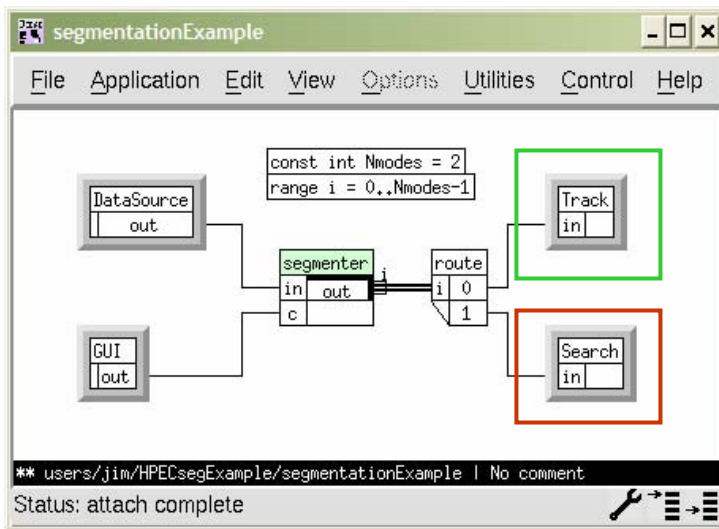 segmentationExample
File Application Edit View Options Utilities Control Help
const int Nmodes = 2
range i = 0..Nmodes-1
DataSource
out
Track
in
segmenter
in out
c
i
route
i 0
1
GUI
out
Search
in
** users/jim/HPECsegExample/segmentationExample | No comment
Status: attach complete